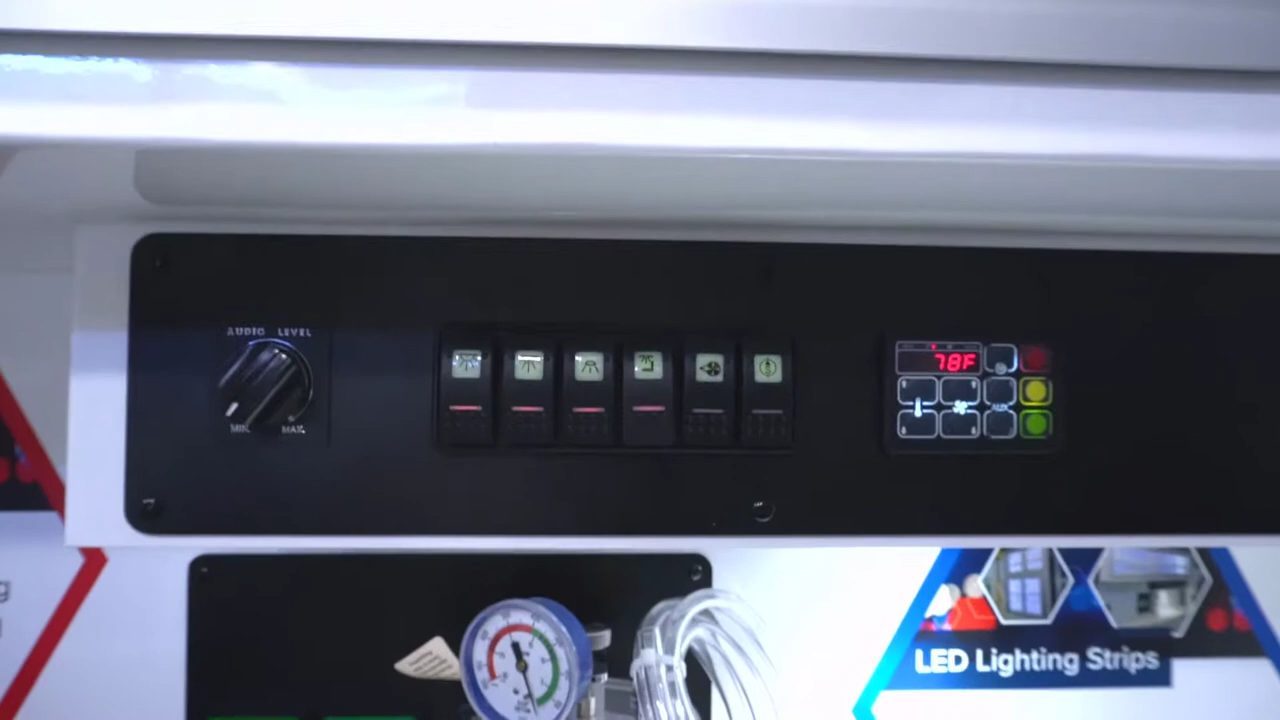 AUDIO LEVEL
MIN.
MAX.
78F
AUX
g
LED Lighting Strips